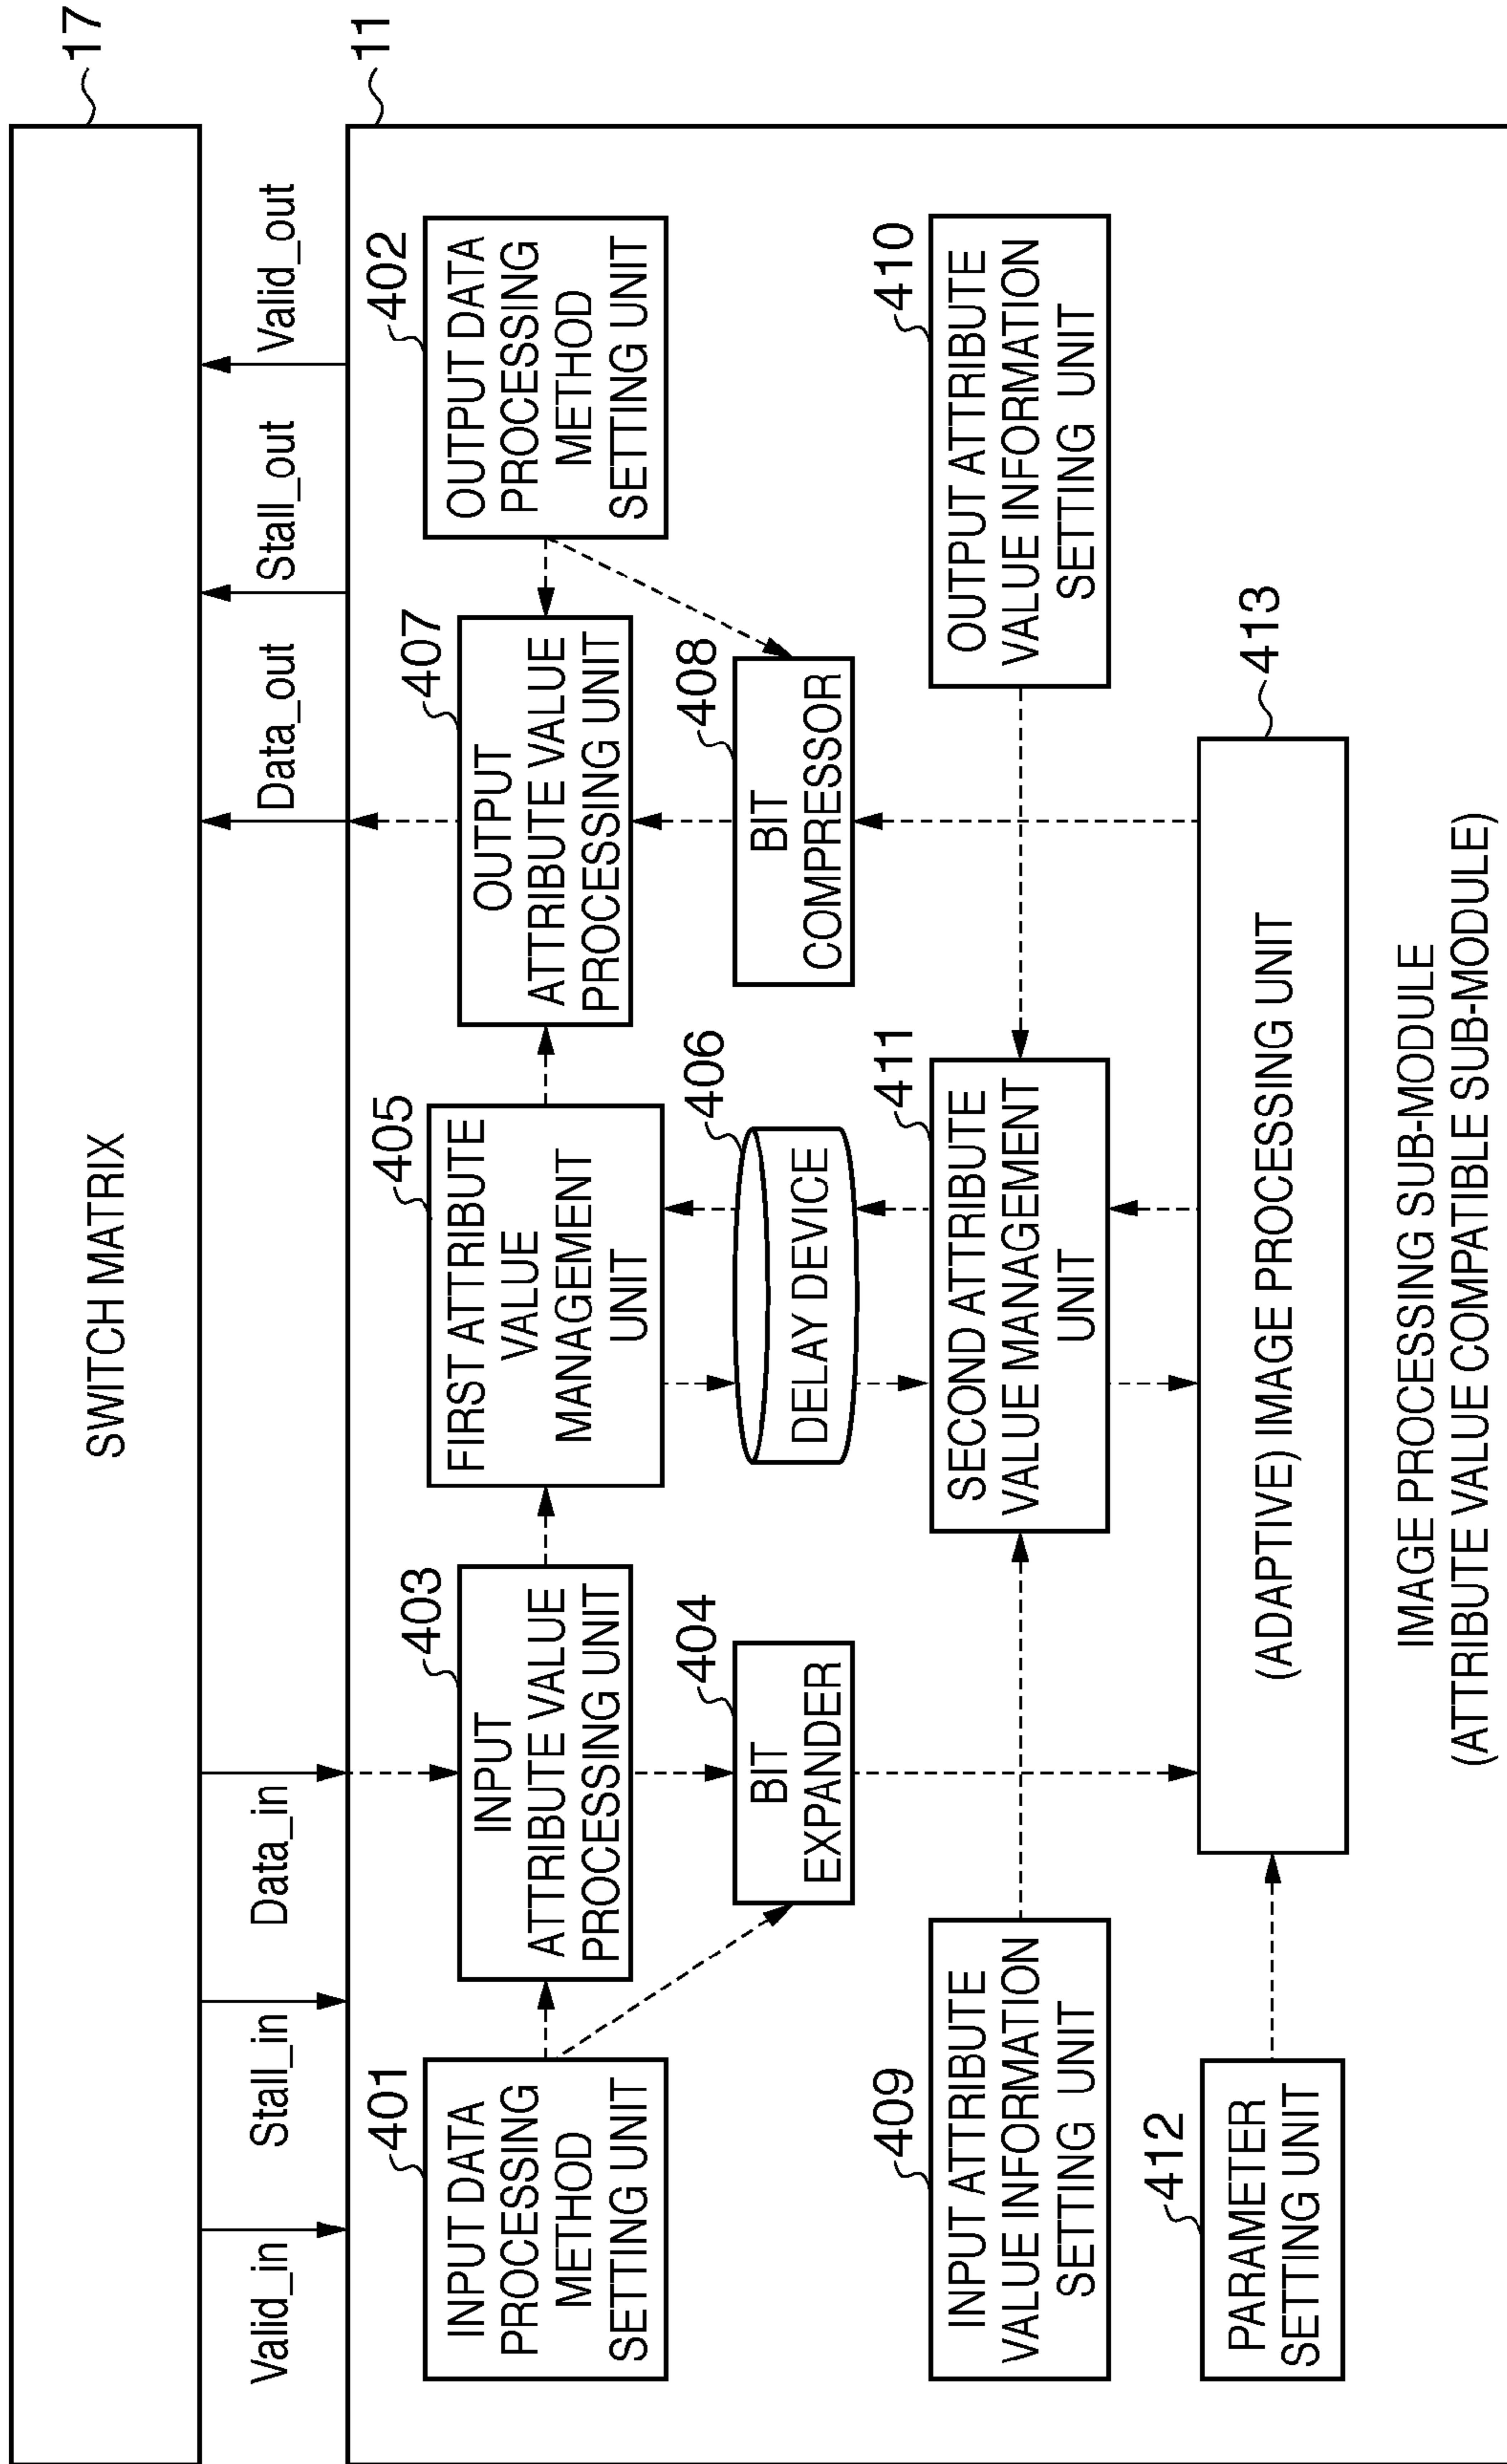 17
SWITCH MATRIX
Valid_in
Stall_in
Data_in
Data_out
Stall_out
Valid_out
11
401
INPUT DATA
PROCESSING
METHOD
SETTING UNIT
403
INPUT
ATTRIBUTE VALUE
PROCESSING UNIT
405
FIRST ATTRIBUTE
VALUE
MANAGEMENT
UNIT
407
OUTPUT
ATTRIBUTE VALUE
PROCESSING UNIT
402
OUTPUT DATA
PROCESSING
METHOD
SETTING UNIT
404
BIT
EXPANDER
406
DELAY DEVICE
408
BIT
COMPRESSOR
409
INPUT ATTRIBUTE
VALUE INFORMATION
SETTING UNIT
411
SECOND ATTRIBUTE
VALUE MANAGEMENT
UNIT
410
OUTPUT ATTRIBUTE
VALUE INFORMATION
SETTING UNIT
412
PARAMETER
SETTING UNIT
413
(ADAPTIVE) IMAGE PROCESSING UNIT
IMAGE PROCESSING SUB-MODULE
(ATTRIBUTE VALUE COMPATIBLE SUB-MODULE)